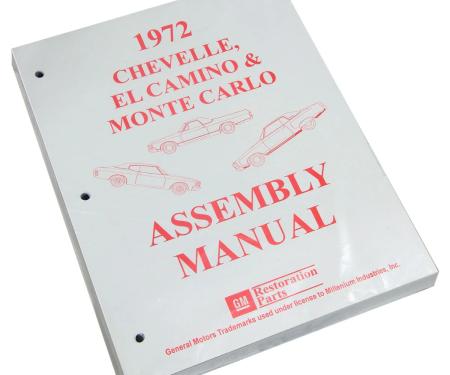 1972
CHEVELLE,
EL CAMINO &
MONTE CARLO
ASSEMBLY
MANUAL
GM
Restoration
Parts
General Motors Trademarks used under license to Millenium Industries, Inc.